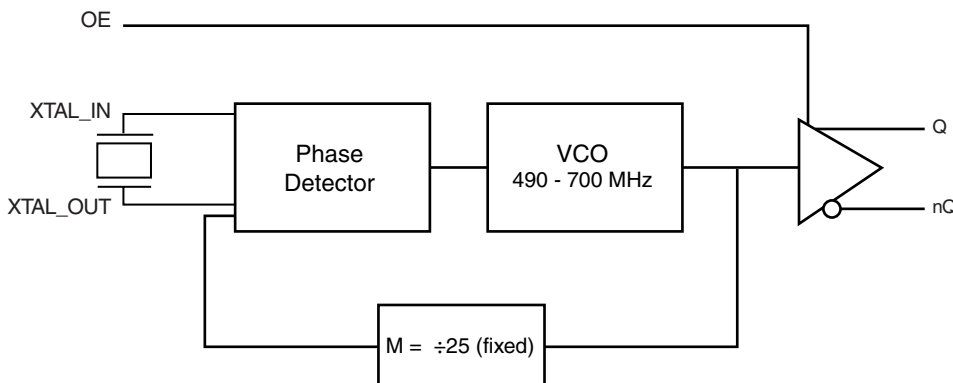 OE
XTAL_IN
XTAL_OUT
Phase
Detector
VCO
490 - 700 MHz
Q
nQ
M = ÷25 (fixed)